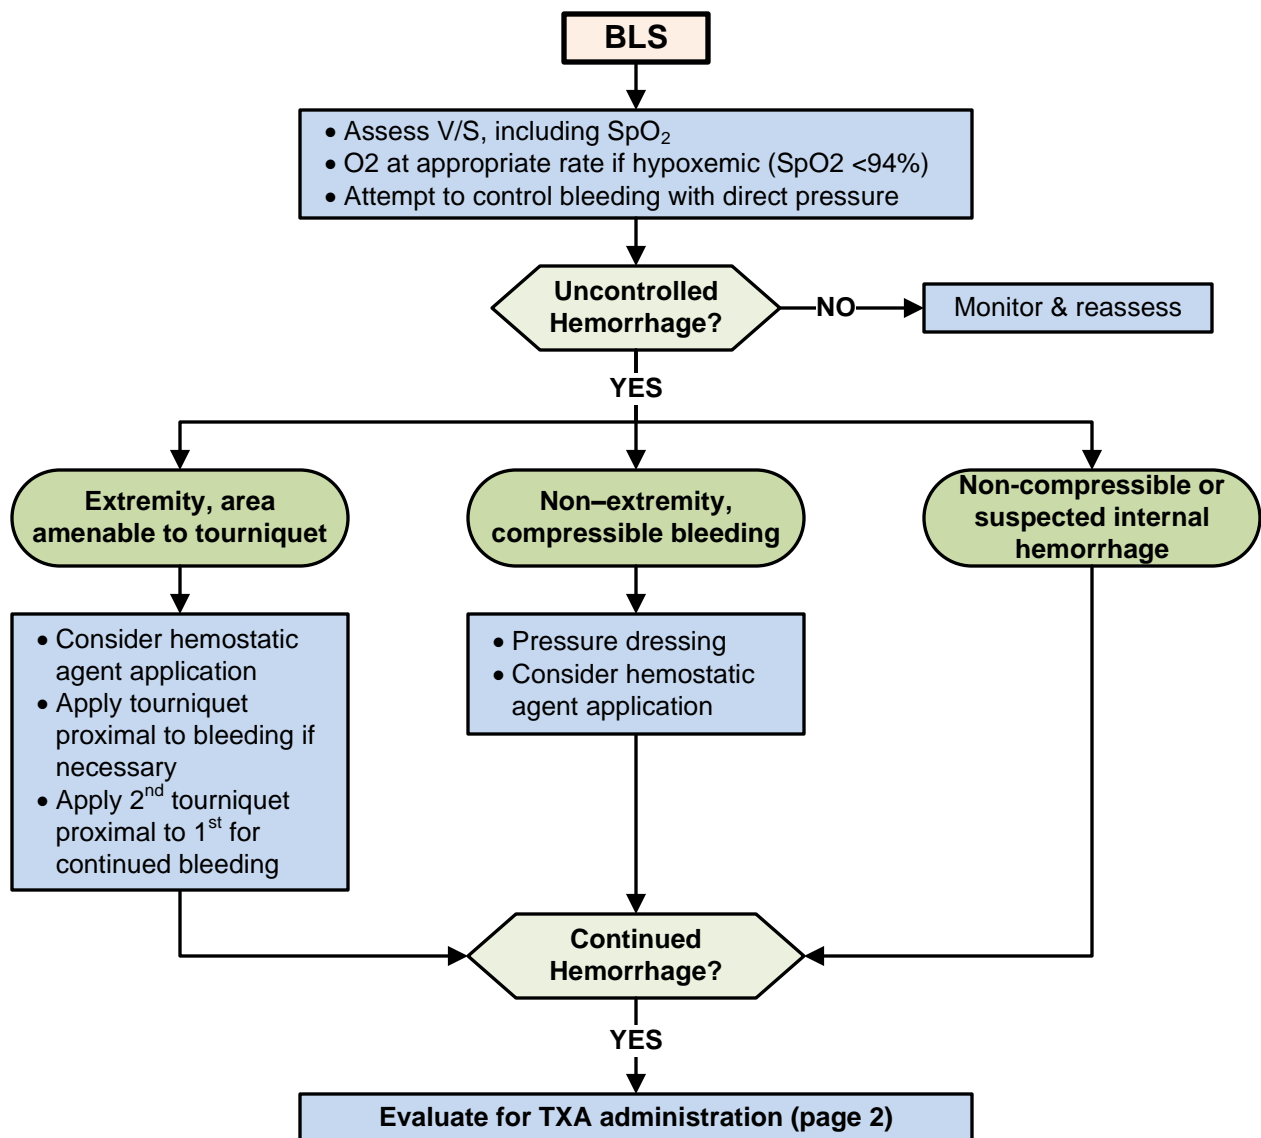 BLS
• Assess V/S, including SpO₂
• O2 at appropriate rate if hypoxemic (SpO2 <94%)
• Attempt to control bleeding with direct pressure
Uncontrolled
Hemorrhage?
NO
Monitor & reassess
YES
Extremity, area
amenable to tourniquet
Non–extremity,
compressible bleeding
Non-compressible or
suspected internal
hemorrhage
• Consider hemostatic
agent application
• Apply tourniquet
proximal to bleeding if
necessary
• Apply 2nd tourniquet
proximal to 1st for
continued bleeding
• Pressure dressing
• Consider hemostatic
agent application
Continued
Hemorrhage?
YES
Evaluate for TXA administration (page 2)